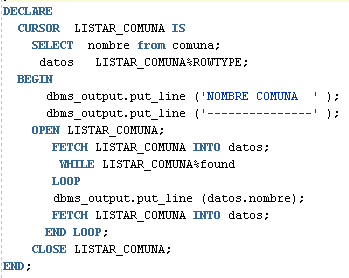 DECLARE
CURSOR LISTAR_COMUNA IS
SELECT nombre from comuna;
datos LISTAR_COMUNA%ROWTYPE;
BEGIN
dbms_output.put_line ('NOMBRE COMUNA ' );
dbms_output.put_line ('---------------' );
OPEN LISTAR_COMUNA;
FETCH LISTAR_COMUNA INTO datos;
WHILE LISTAR_COMUNA%found
LOOP
dbms_output.put_line (datos.nombre);
FETCH LISTAR_COMUNA INTO datos;
END LOOP;
CLOSE LISTAR_COMUNA;
END;